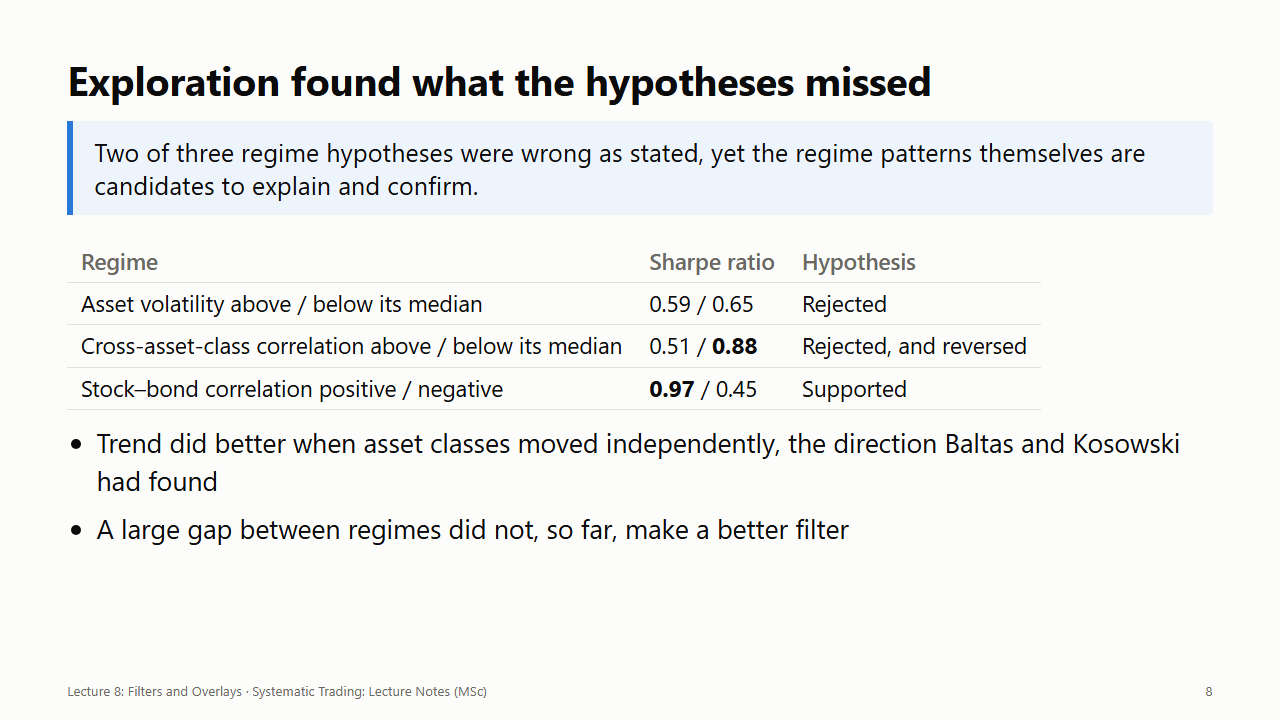 Exploration found what the hypotheses missed
Two of three regime hypotheses were wrong as stated, yet the regime patterns themselves are
candidates to explain and confirm.
Regime Sharpe ratio Hypothesis
Asset volatility above / below its median 0.59 / 0.65 Rejected
Cross-asset-class correlation above / below its median 0.51 / 0.88 Rejected, and reversed
Stock–bond correlation positive / negative 0.97 / 0.45 Supported
• Trend did better when asset classes moved independently, the direction Baltas and Kosowski
had found
• A large gap between regimes did not, so far, make a better filter
Lecture 8: Filters and Overlays · Systematic Trading: Lecture Notes (MSc) 8